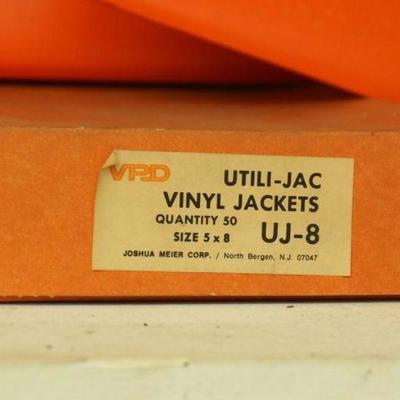 VPD
UTILI-JAC
VINYL JACKETS
QUANTITY 50
SIZE 5 x 8 UJ-8
JOSHUA MEIER CORP. / North Bergen, N.J. 07047